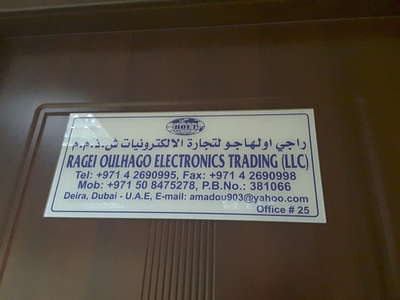 ROET
راجي اولهاجو لتجارة الالكترونيات ش.ذ.م.م
RAGEI OULHAGO ELECTRONICS TRADING (LLC)
Tel: +971 4 2690995, Fax: +971 4 2690998
Mob: +971 50 8475278, P.B.No.: 381066
Deira, Dubai - U.A.E, E-mail: amadou903@yahoo.com
Office # 25